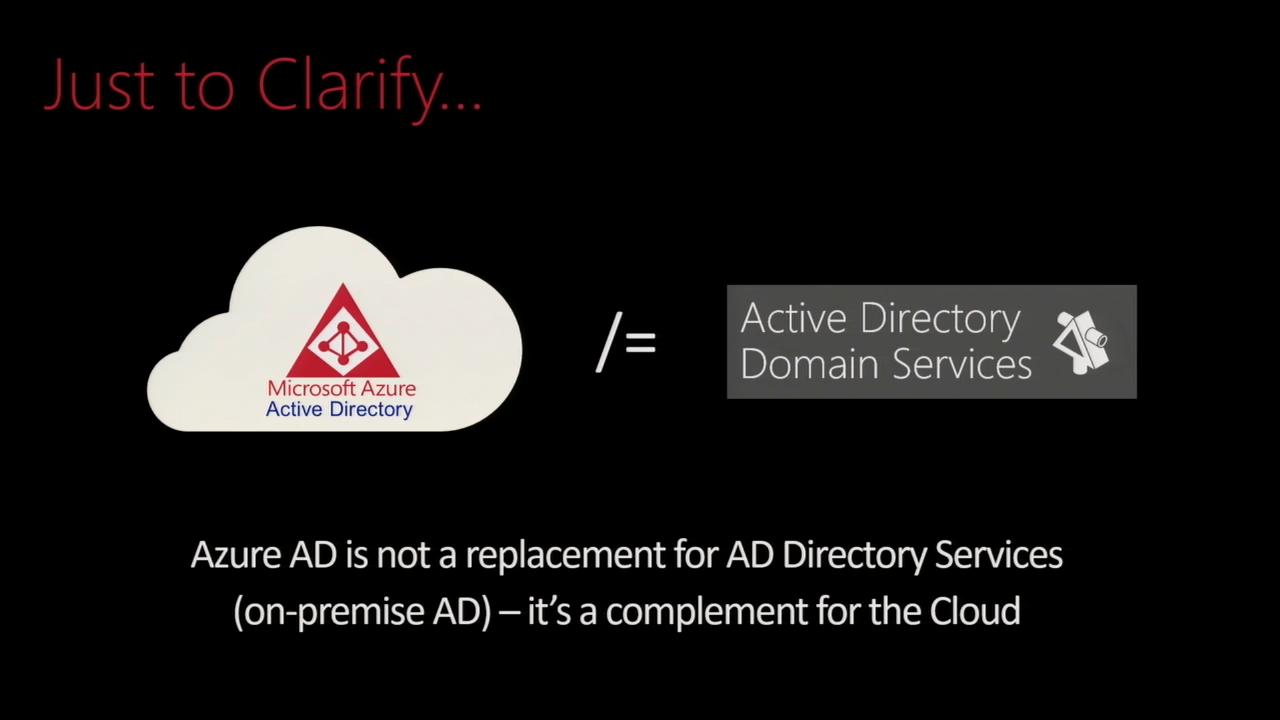 Just to Clarify...
Microsoft Azure
Active Directory
/=
Active Directory
Domain Services
Azure AD is not a replacement for AD Directory Services
(on-premise AD) – it's a complement for the Cloud